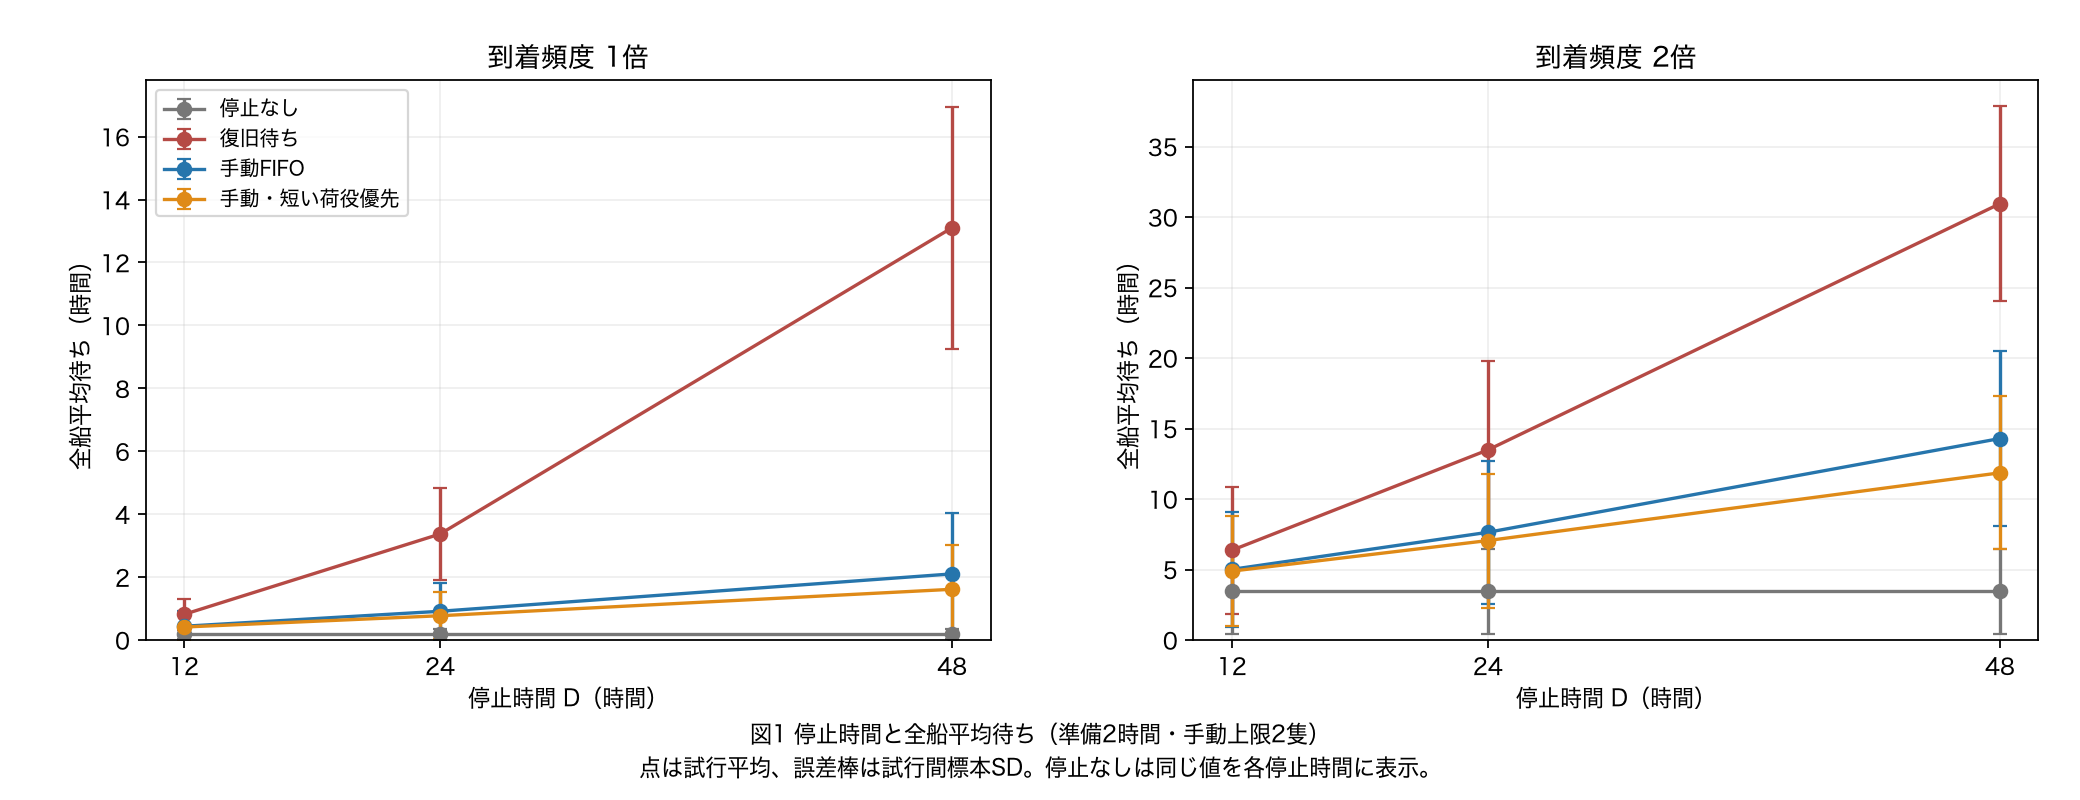 到着頻度 1倍
全船平均待ち（時間）
16
14
12
10
8
6
4
2
0
停止なし
復旧待ち
手動FIFO
手動・短い荷役優先
12 24 48
停止時間 D（時間）
到着頻度 2倍
全船平均待ち（時間）
35
30
25
20
15
10
5
0
12 24 48
停止時間 D（時間）
図1 停止時間と全船平均待ち（準備2時間・手動上限2隻）
点は試行平均、誤差棒は試行間標本SD。停止なしは同じ値を各停止時間に表示。